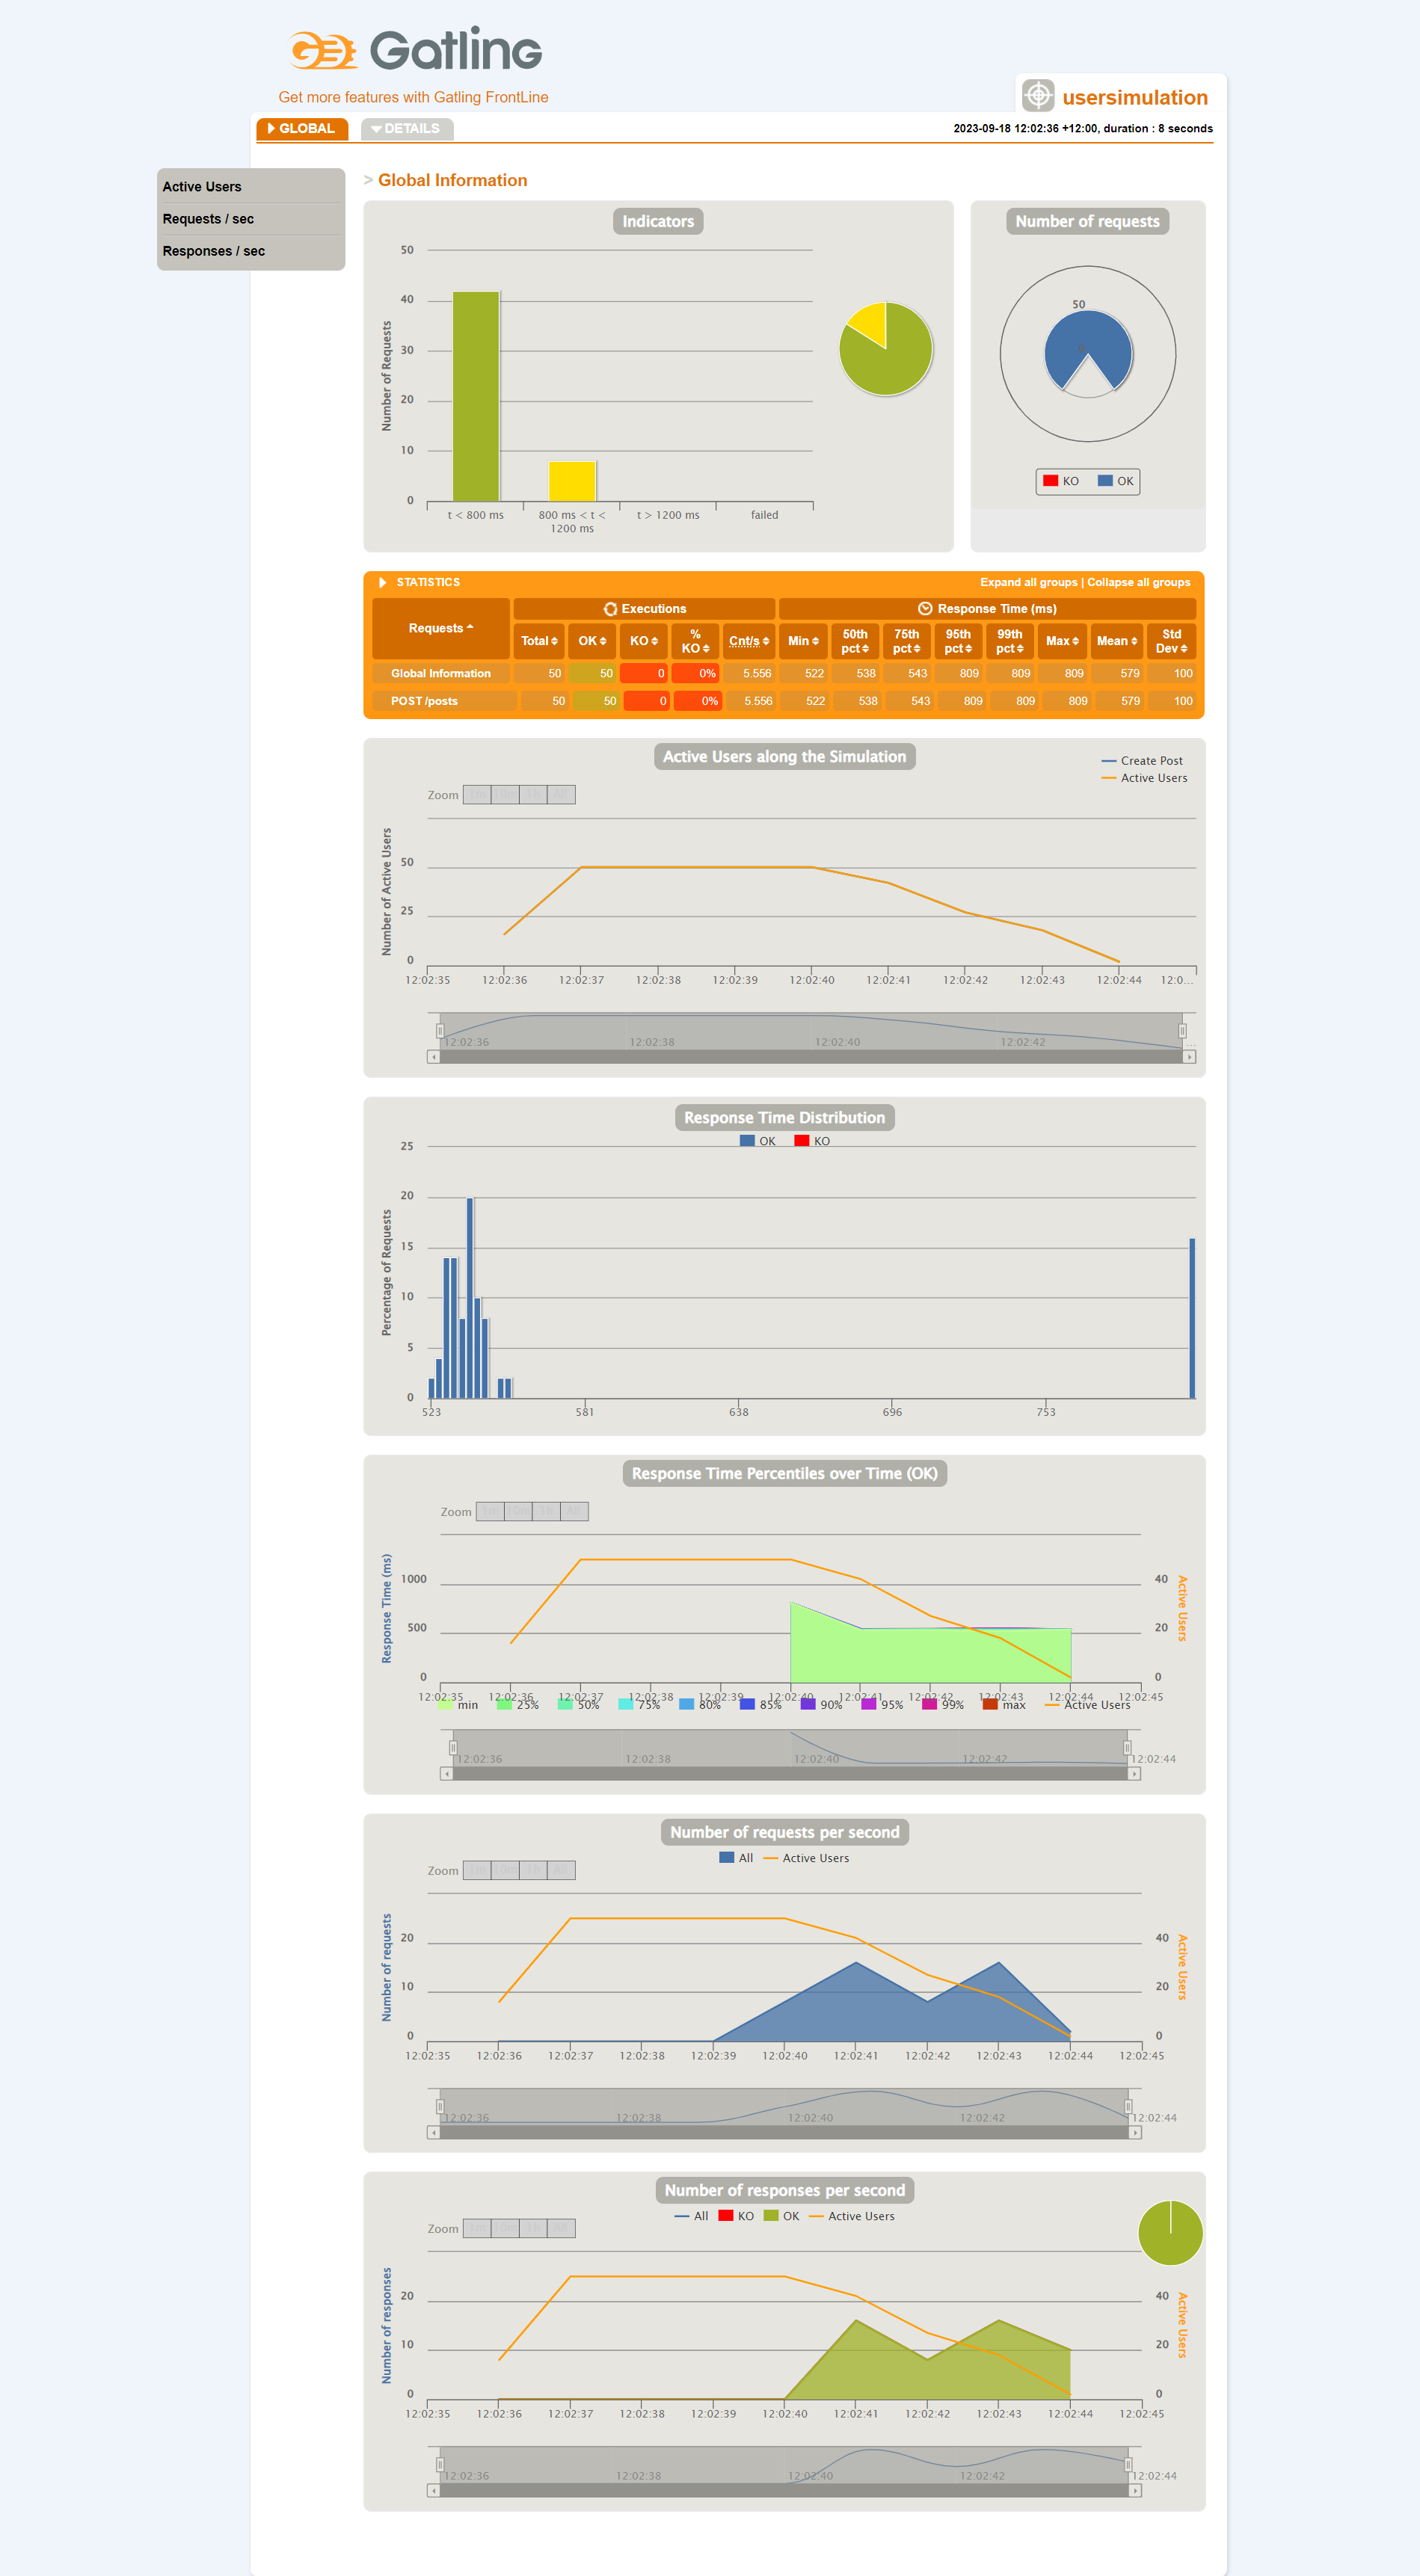 Gatling
Get more features with Gatling FrontLine
usersimulation
GLOBAL DETAILS
2023-09-18 12:02:36 +12:00, duration : 8 seconds
Active Users
Requests / sec
Responses / sec
> Global Information
Indicators
Number of Requests
50
40
30
20
10
0
t < 800 ms
800 ms < t < 1200 ms
t > 1200 ms
failed
Number of requests
50
0
KO OK
STATISTICS
Expand all groups | Collapse all groups
Requests
Executions
Response Time (ms)
Total OK KO % KO Cnt/s Min 50th pct 75th pct 95th pct 99th pct Max Mean Std Dev
Global Information 50 50 0 0% 5.556 522 538 543 809 809 809 579 100
POST /posts 50 50 0 0% 5.556 522 538 543 809 809 809 579 100
Active Users along the Simulation
Create Post
Active Users
Zoom 1m 10m 1h All
Number of Active Users
50
25
0
12:02:35 12:02:36 12:02:37 12:02:38 12:02:39 12:02:40 12:02:41 12:02:42 12:02:43 12:02:44 12:0…
12:02:36 12:02:38 12:02:40 12:02:42 …
Response Time Distribution
OK KO
Percentage of Requests
25
20
15
10
5
0
523 581 638 696 753
Response Time Percentiles over Time (OK)
Zoom 1m 10m 1h All
Response Time (ms)
1000
500
0
40
20
0
Active Users
12:02:35 12:02:36 12:02:37 12:02:38 12:02:39 12:02:40 12:02:41 12:02:42 12:02:43 12:02:44 12:02:45
min 25% 50% 75% 80% 85% 90% 95% 99% max Active Users
12:02:36 12:02:38 12:02:40 12:02:42 12:02:44
Number of requests per second
All Active Users
Zoom 1m 10m 1h All
Number of requests
20
10
0
40
20
0
Active Users
12:02:35 12:02:36 12:02:37 12:02:38 12:02:39 12:02:40 12:02:41 12:02:42 12:02:43 12:02:44 12:02:45
12:02:36 12:02:38 12:02:40 12:02:42 12:02:44
Number of responses per second
All KO OK Active Users
Zoom 1m 10m 1h All
Number of responses
20
10
0
40
20
0
Active Users
12:02:35 12:02:36 12:02:37 12:02:38 12:02:39 12:02:40 12:02:41 12:02:42 12:02:43 12:02:44 12:02:45
12:02:36 12:02:38 12:02:40 12:02:42 12:02:44